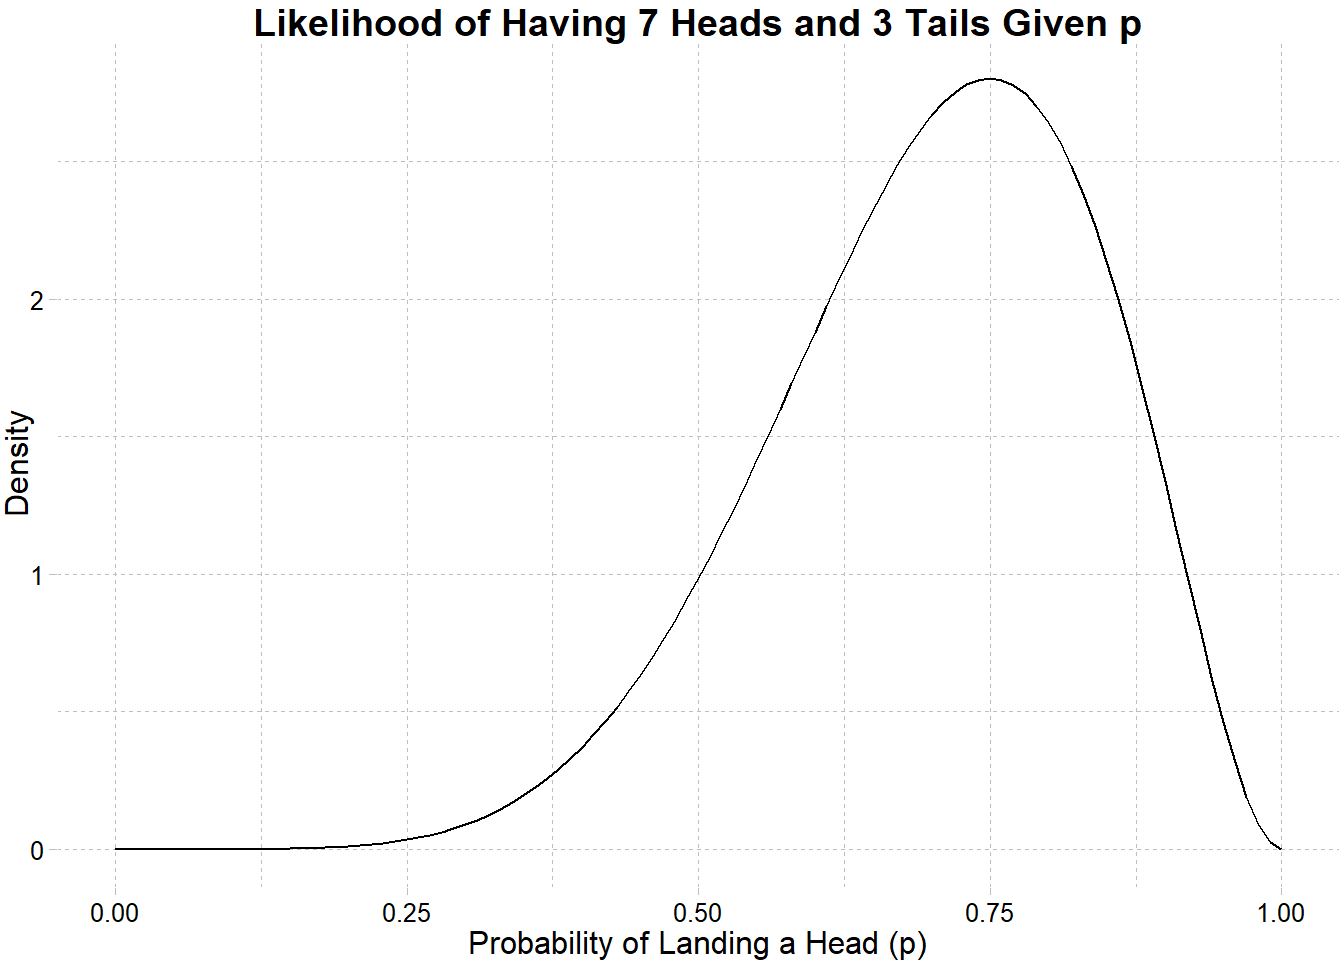 Likelihood of Having 7 Heads and 3 Tails Given p
Density
2
1
0
0.00 0.25 0.50 0.75 1.00
Probability of Landing a Head (p)